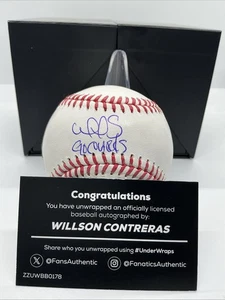 Congratulations
You have unwrapped an officially licensed
baseball autographed by:
WILLSON CONTRERAS
Share who you unwrapped using #UnderWraps
@FansAuthentic
@FanaticsAuthentic
ZZUWBB017B